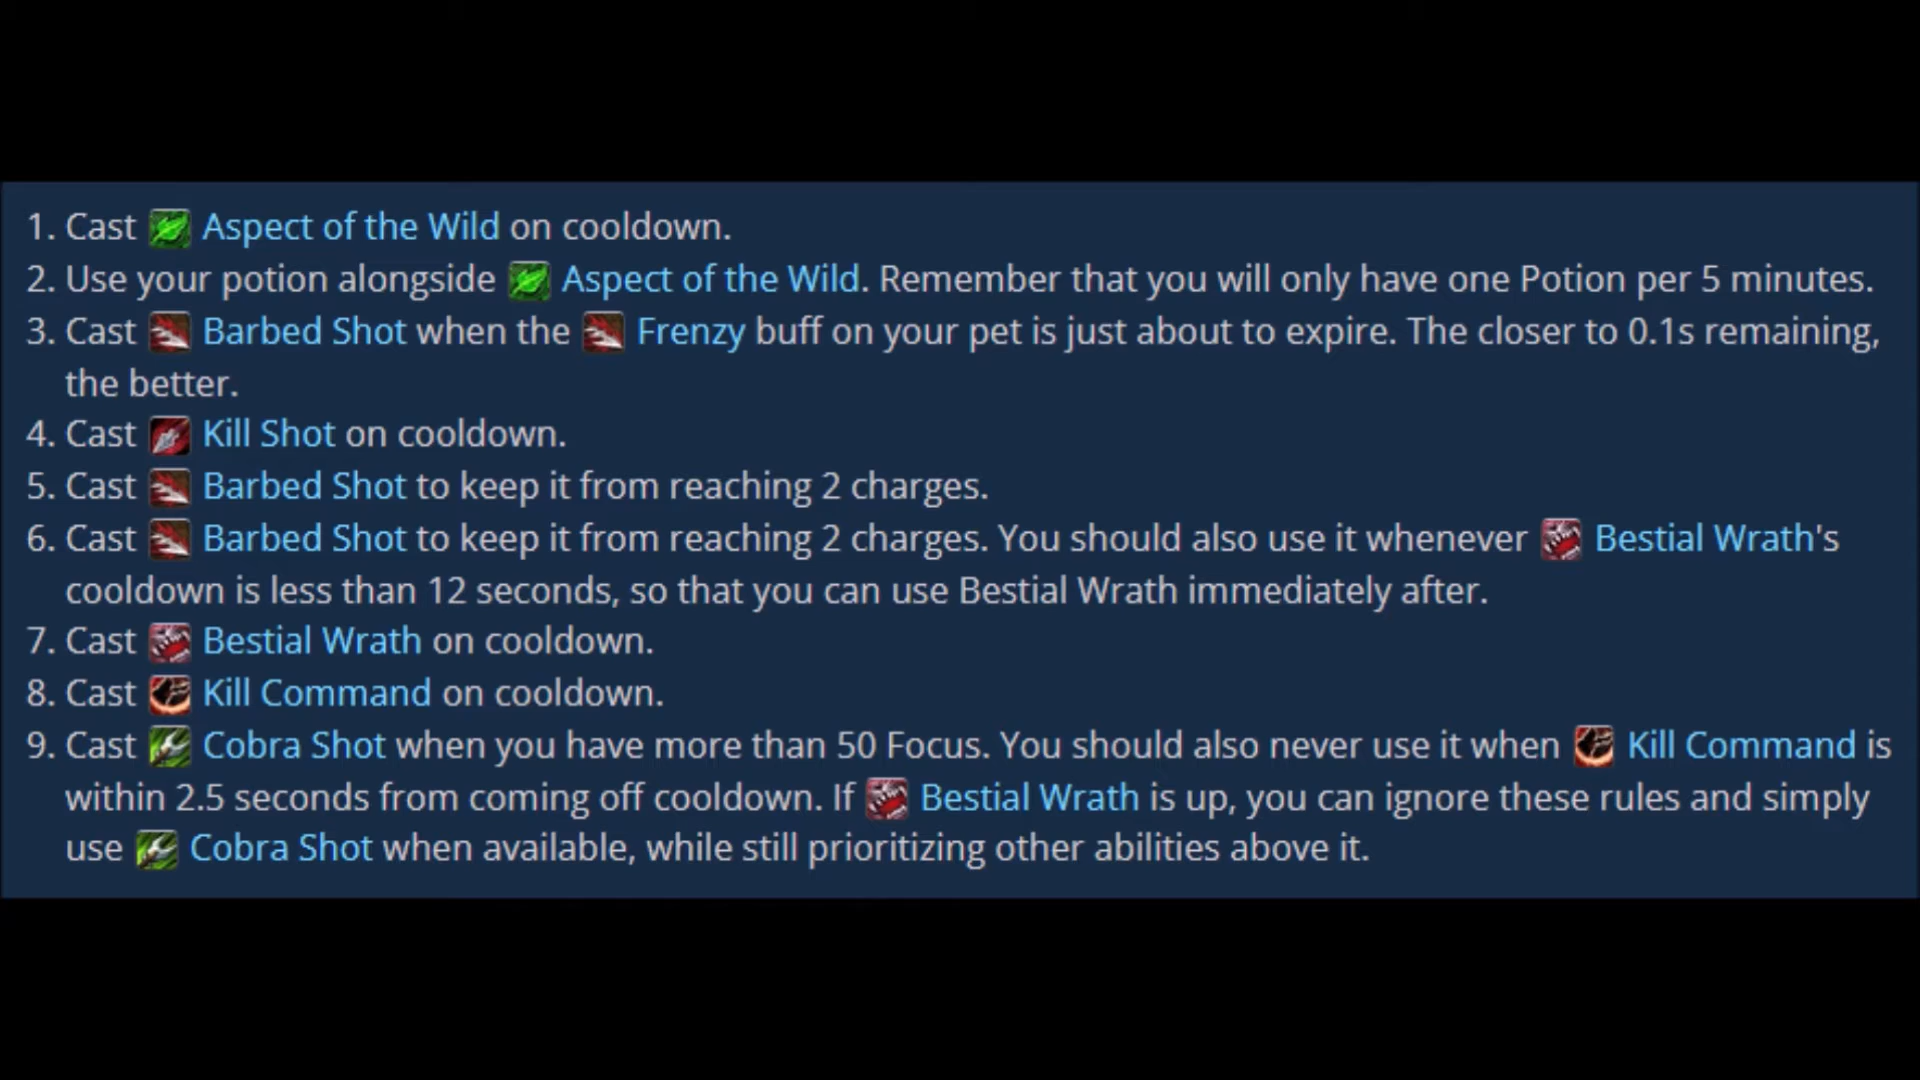 1. Cast Aspect of the Wild on cooldown.
2. Use your potion alongside Aspect of the Wild. Remember that you will only have one Potion per 5 minutes.
3. Cast Barbed Shot when the Frenzy buff on your pet is just about to expire. The closer to 0.1s remaining,
the better.
4. Cast Kill Shot on cooldown.
5. Cast Barbed Shot to keep it from reaching 2 charges.
6. Cast Barbed Shot to keep it from reaching 2 charges. You should also use it whenever Bestial Wrath's
cooldown is less than 12 seconds, so that you can use Bestial Wrath immediately after.
7. Cast Bestial Wrath on cooldown.
8. Cast Kill Command on cooldown.
9. Cast Cobra Shot when you have more than 50 Focus. You should also never use it when Kill Command is
within 2.5 seconds from coming off cooldown. If Bestial Wrath is up, you can ignore these rules and simply
use Cobra Shot when available, while still prioritizing other abilities above it.